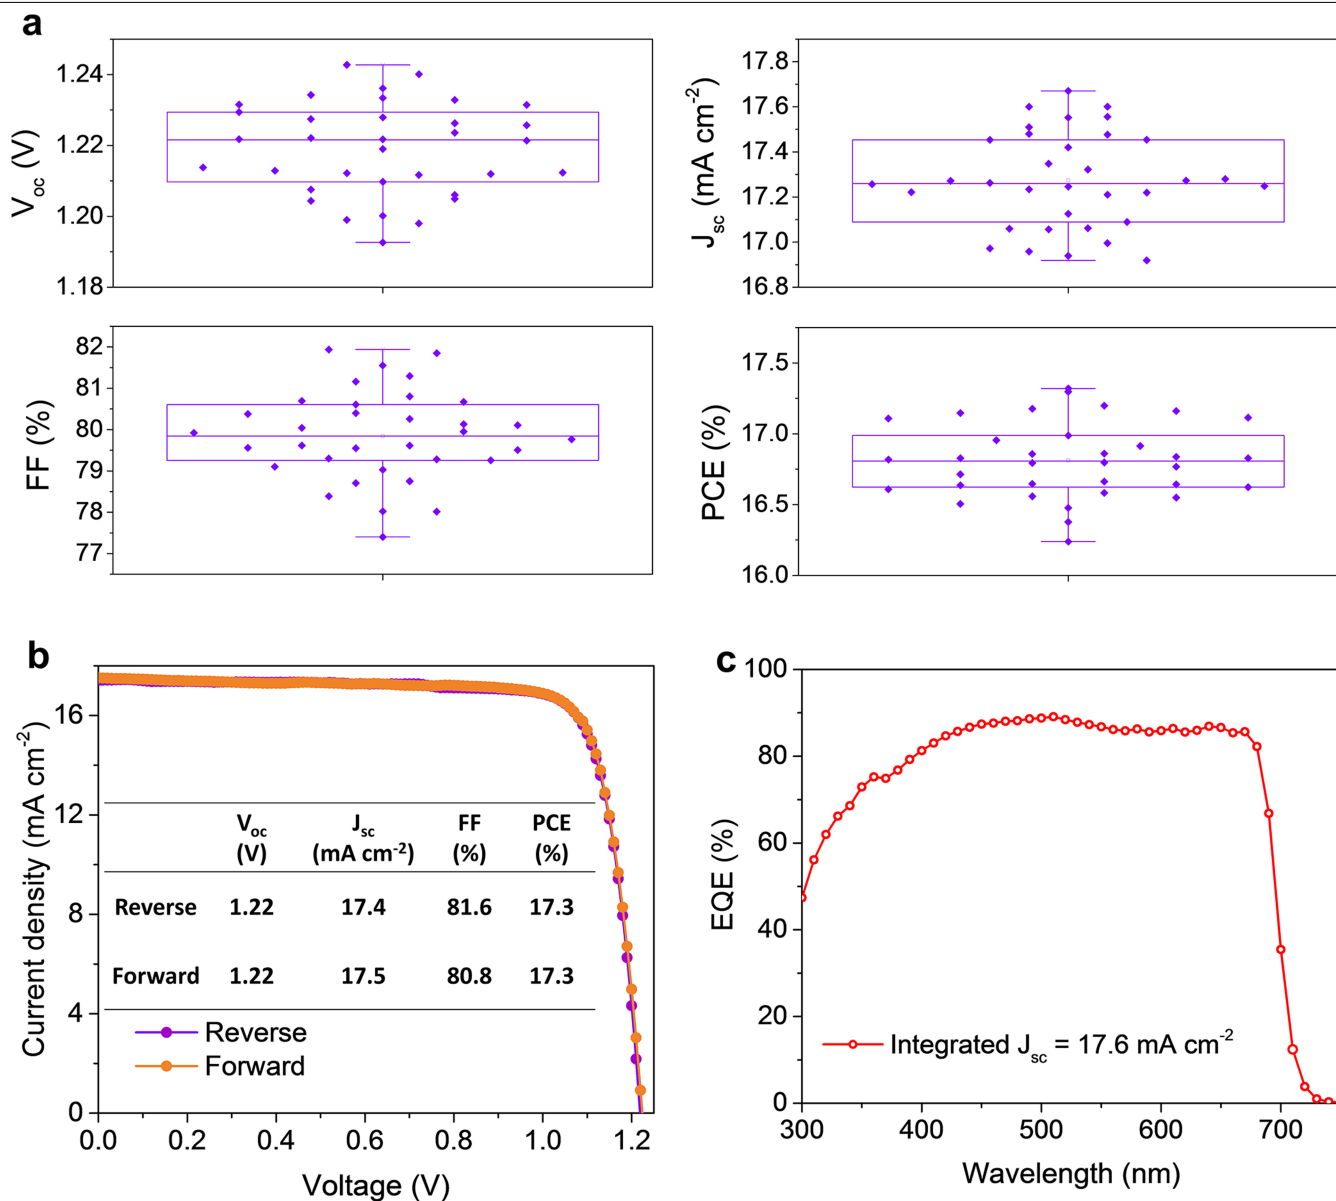 a
1.24
1.22
1.20
1.18
V_oc (V)
17.8
17.6
17.4
17.2
17.0
16.8
J_sc (mA cm⁻²)
82
81
80
79
78
77
FF (%)
17.5
17.0
16.5
16.0
PCE (%)
b
16
12
8
4
0
Current density (mA cm⁻²)
V_oc J_sc FF PCE
(V) (mA cm⁻²) (%) (%)
Reverse 1.22 17.4 81.6 17.3
Forward 1.22 17.5 80.8 17.3
Reverse
Forward
0.0 0.2 0.4 0.6 0.8 1.0 1.2
Voltage (V)
c
100
80
60
40
20
0
EQE (%)
Integrated J_sc = 17.6 mA cm⁻²
300 400 500 600 700
Wavelength (nm)